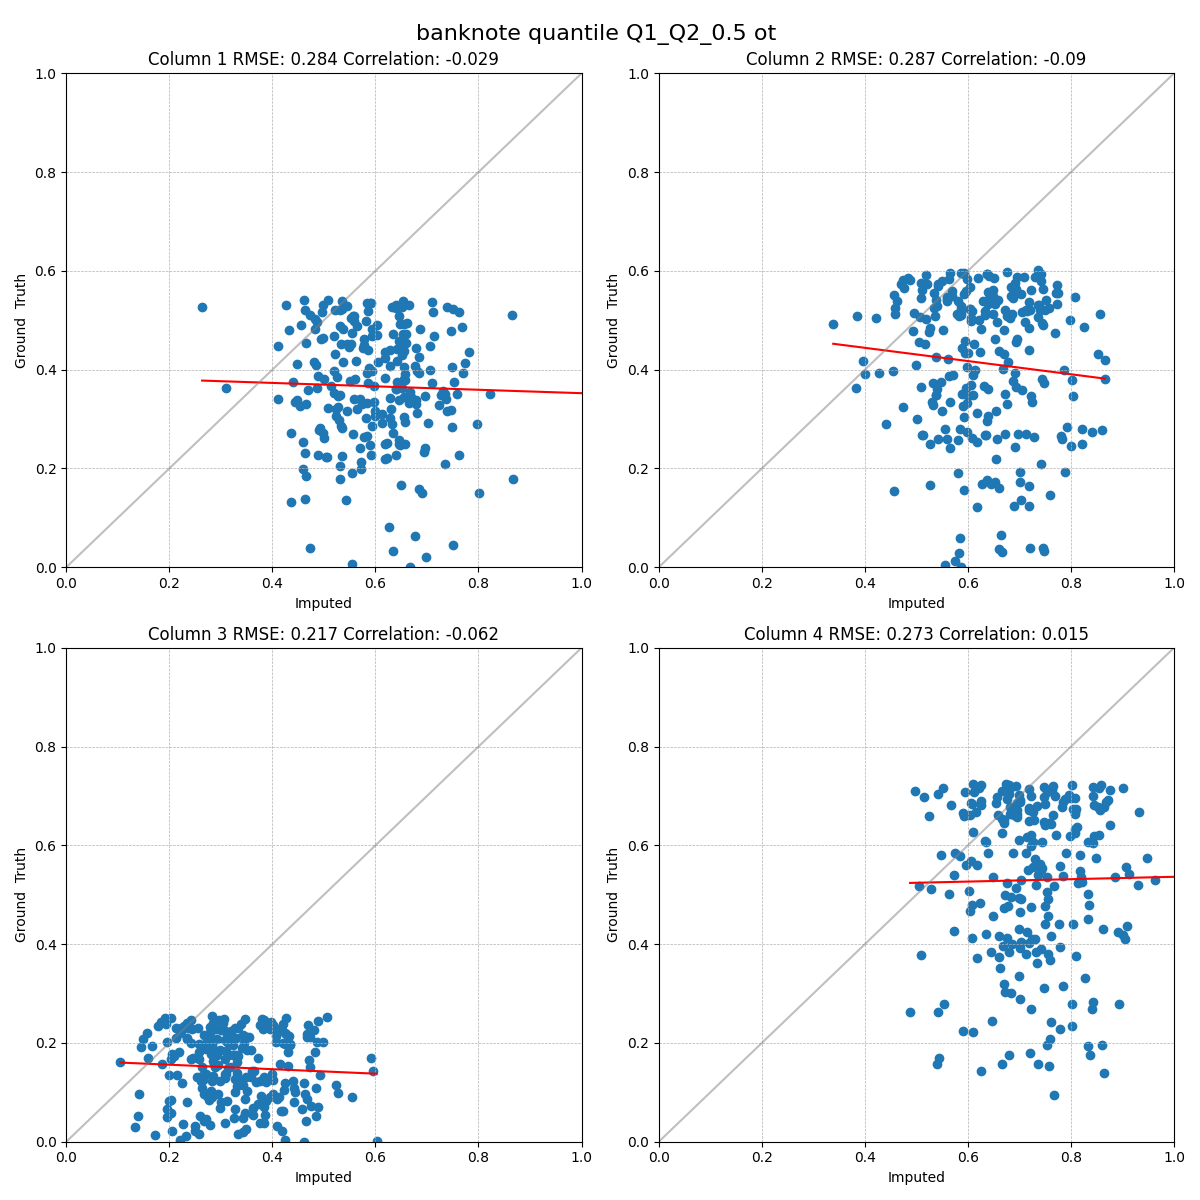 banknote quantile Q1_Q2_0.5 ot
Column 1 RMSE: 0.284 Correlation: -0.029
Column 2 RMSE: 0.287 Correlation: -0.09
1.0
0.8
0.6
0.4
0.2
0.0
Ground Truth
0.0 0.2 0.4 0.6 0.8 1.0
Imputed
1.0
0.8
0.6
0.4
0.2
0.0
Ground Truth
0.0 0.2 0.4 0.6 0.8 1.0
Imputed
Column 3 RMSE: 0.217 Correlation: -0.062
Column 4 RMSE: 0.273 Correlation: 0.015
1.0
0.8
0.6
0.4
0.2
0.0
Ground Truth
0.0 0.2 0.4 0.6 0.8 1.0
Imputed
1.0
0.8
0.6
0.4
0.2
0.0
Ground Truth
0.0 0.2 0.4 0.6 0.8 1.0
Imputed